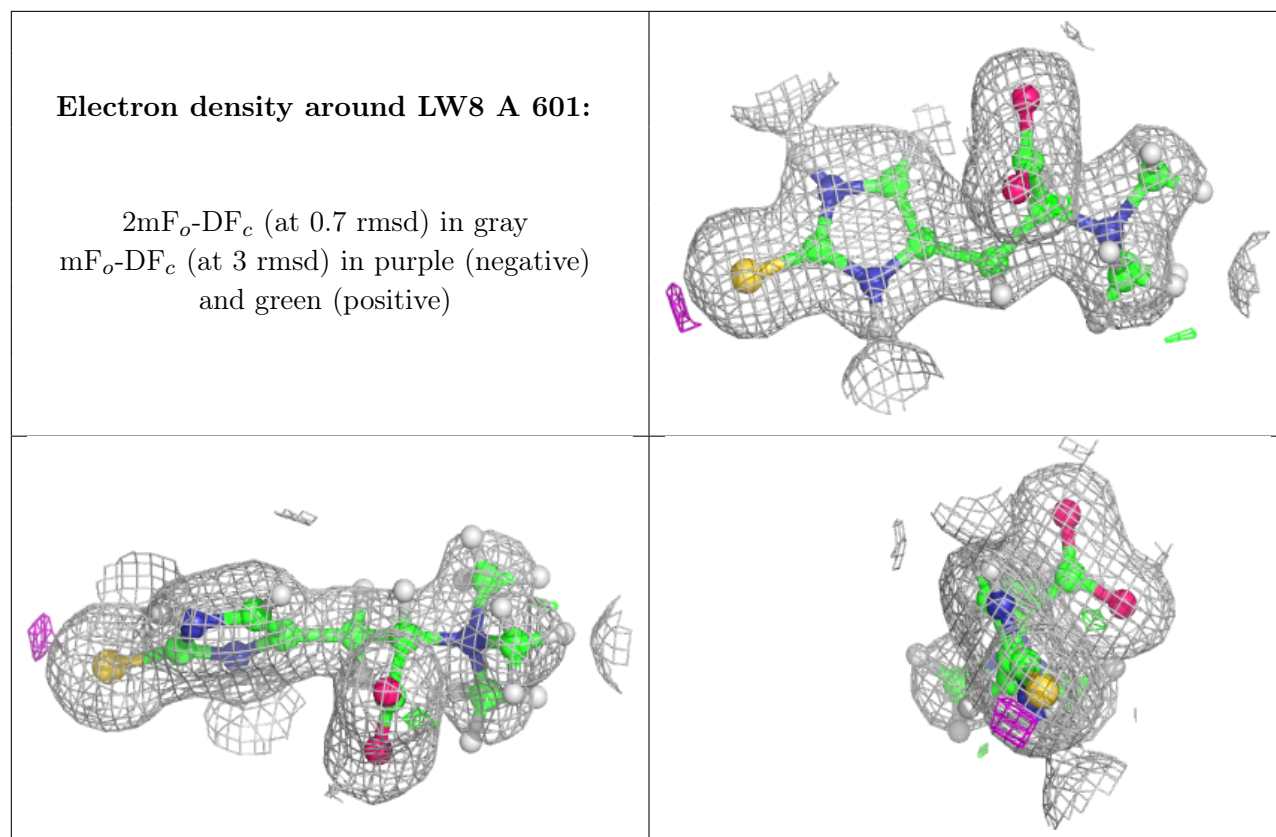 Electron density around LW8 A 601:
2mFo-DFc (at 0.7 rmsd) in gray
mFo-DFc (at 3 rmsd) in purple (negative)
and green (positive)